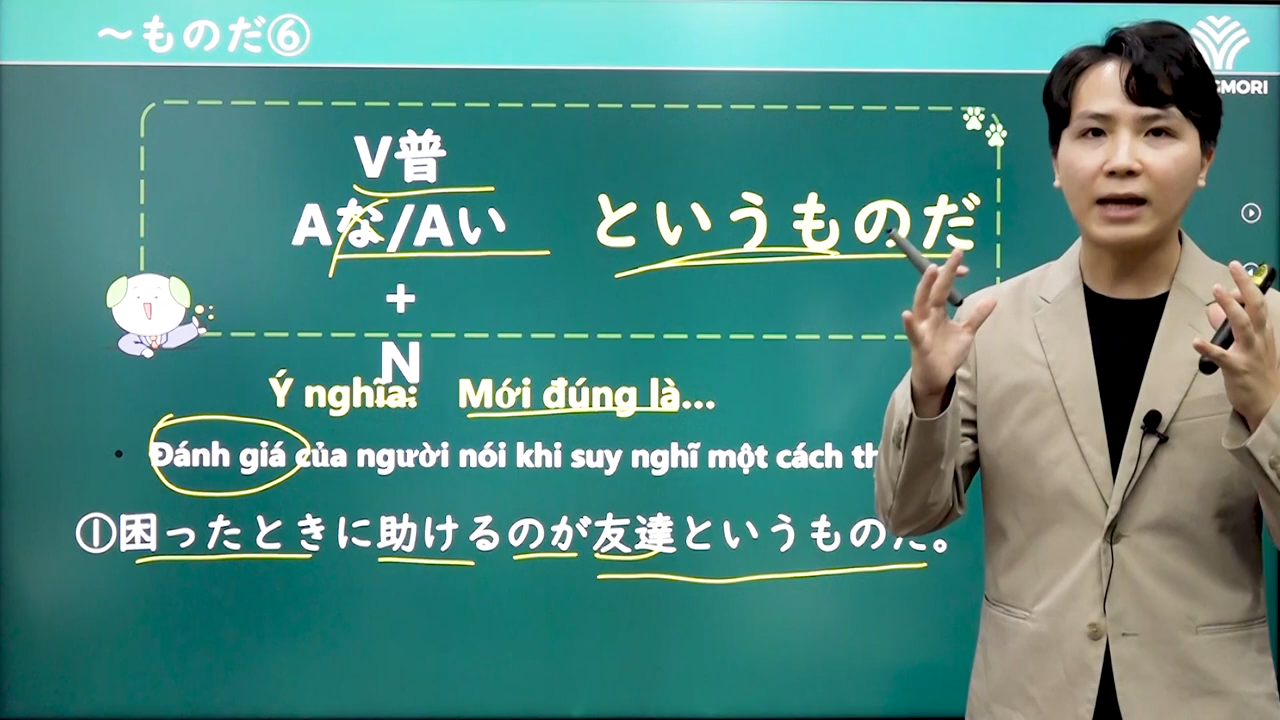 ～ものだ⑥
V普
Aな/Aい
+
N
というものだ
Ý nghĩa: Mới đúng là...
• Đánh giá của người nói khi suy nghĩ một cách
①困ったときに助けるのが友達というものだ。
MORI